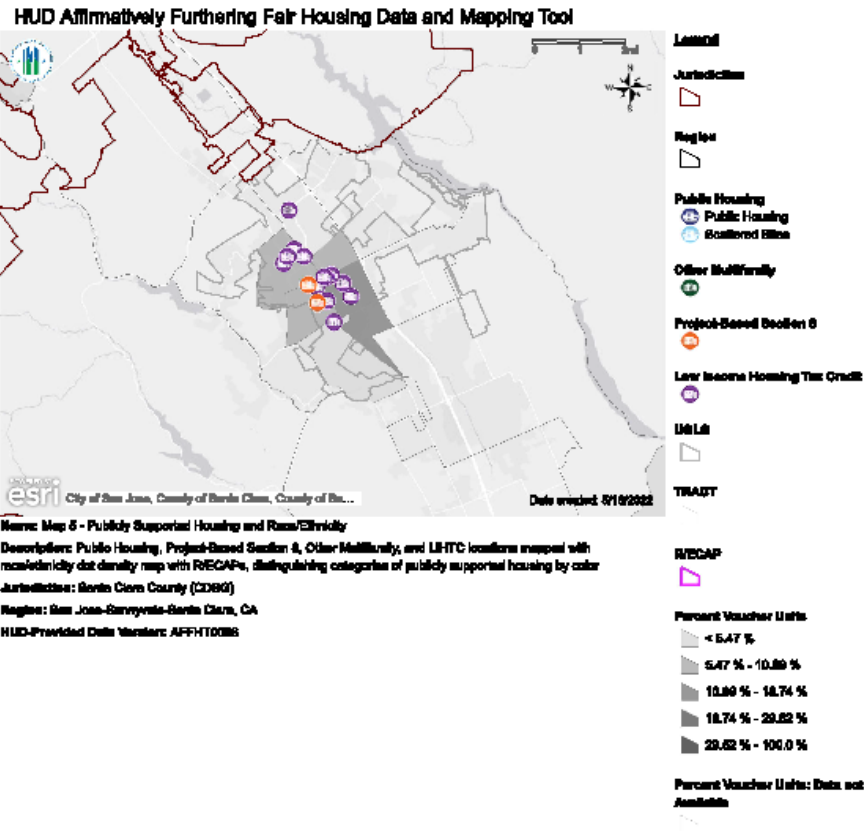 HUD Affirmatively Furthering Fair Housing Data and Mapping Tool
0 1 2mi
N
W E
S
esri
City of San Jose, County of Santa Clara, County of Sa...
Date created: 5/18/2022
Name: Map 5 - Publicly Supported Housing and Race/Ethnicity
Description: Public Housing, Project-Based Section 8, Other Multifamily, and LIHTC locations mapped with
race/ethnicity dot density map with R/ECAPs, distinguishing categories of publicly supported housing by color
Jurisdiction: Santa Clara County (CDBG)
Region: San Jose-Sunnyvale-Santa Clara, CA
HUD-Provided Data Version: AFFHT0006
Legend
Jurisdiction
Region
Public Housing
Public Housing
Scattered Sites
Other Multifamily
Project-Based Section 8
Low Income Housing Tax Credit
TRACT
R/ECAP
Percent Voucher Units
< 5.47 %
5.47 % - 10.89 %
10.89 % - 18.74 %
18.74 % - 29.62 %
29.62 % - 100.0 %
Percent Voucher Units: Data not
Available